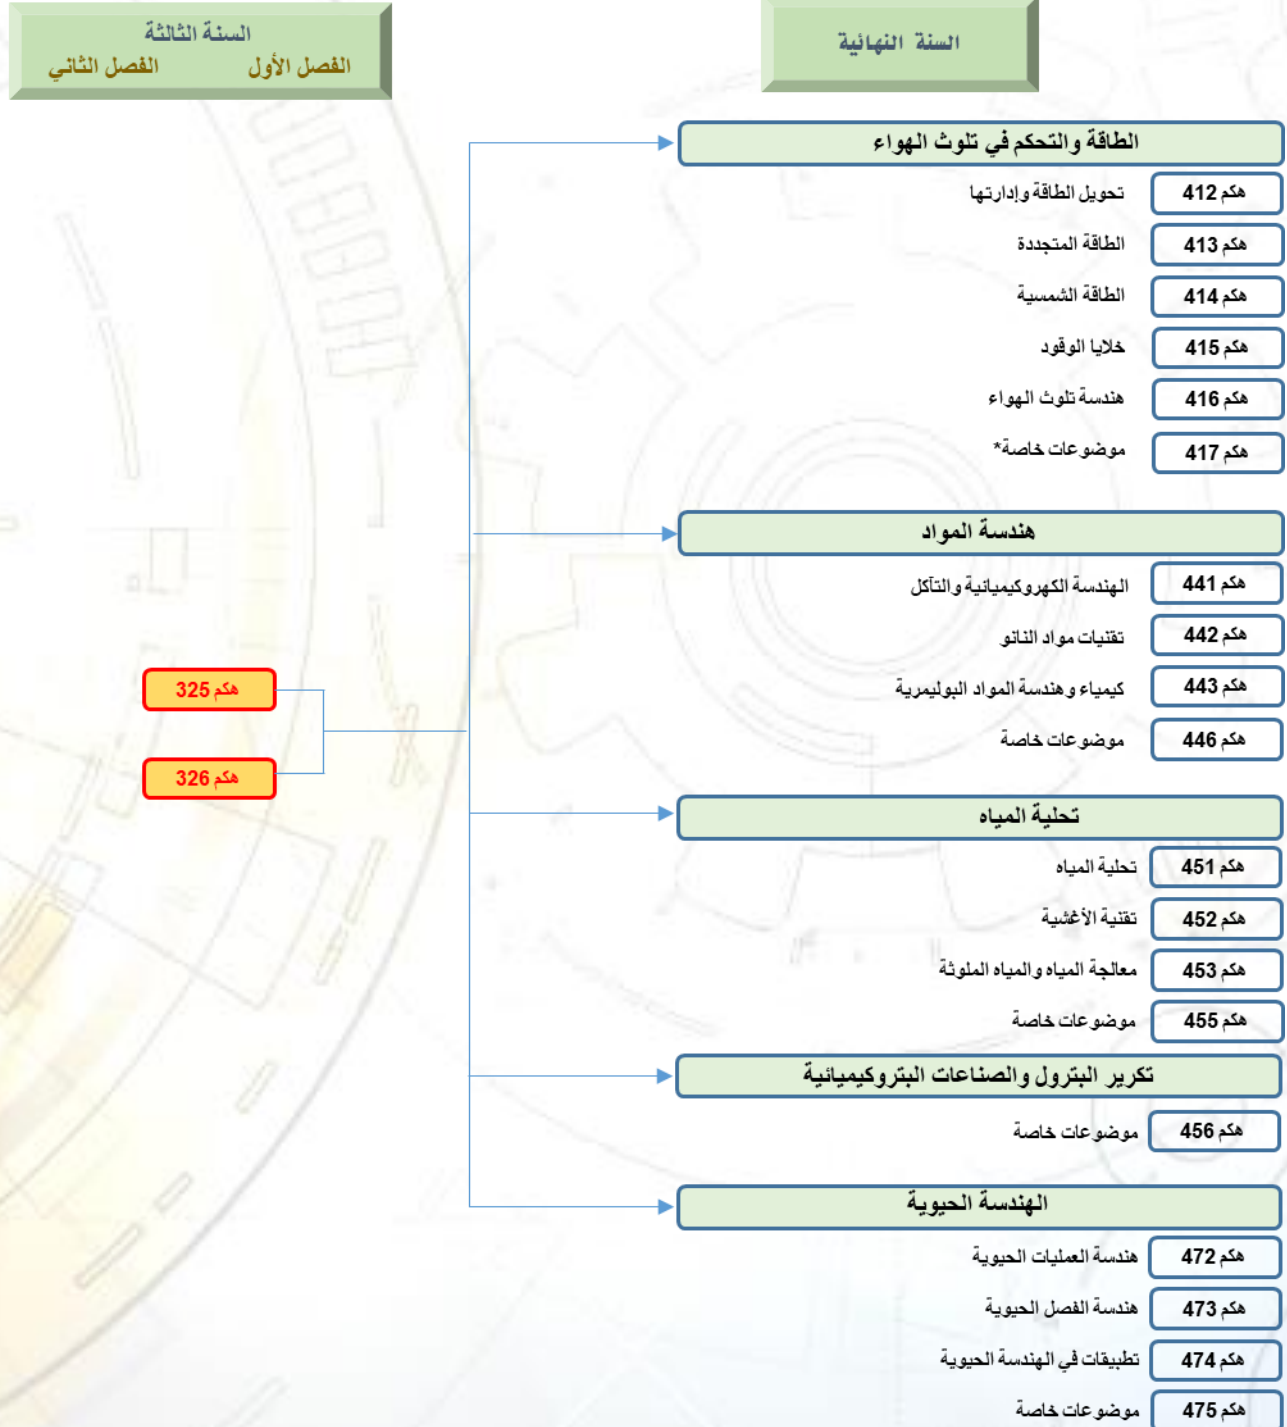 السنة النهائية
السنة الثالثة
الفصل الأول الفصل الثاني
الطاقة والتحكم في تلوث الهواء
هكم 412 تحويل الطاقة وإدارتها
هكم 413 الطاقة المتجددة
هكم 414 الطاقة الشمسية
هكم 415 خلايا الوقود
هكم 416 هندسة تلوث الهواء
هكم 417 موضوعات خاصة*
هندسة المواد
هكم 441 الهندسة الكهروكيميائية والتآكل
هكم 442 تقنيات مواد النانو
هكم 443 كيمياء وهندسة المواد البوليمرية
هكم 446 موضوعات خاصة
هكم 325
هكم 326
تحلية المياه
هكم 451 تحلية المياه
هكم 452 تقنية الأغشية
هكم 453 معالجة المياه والمياه الملوثة
هكم 455 موضوعات خاصة
تكرير البترول والصناعات البتروكيميائية
هكم 456 موضوعات خاصة
الهندسة الحيوية
هكم 472 هندسة العمليات الحيوية
هكم 473 هندسة الفصل الحيوية
هكم 474 تطبيقات في الهندسة الحيوية
هكم 475 موضوعات خاصة